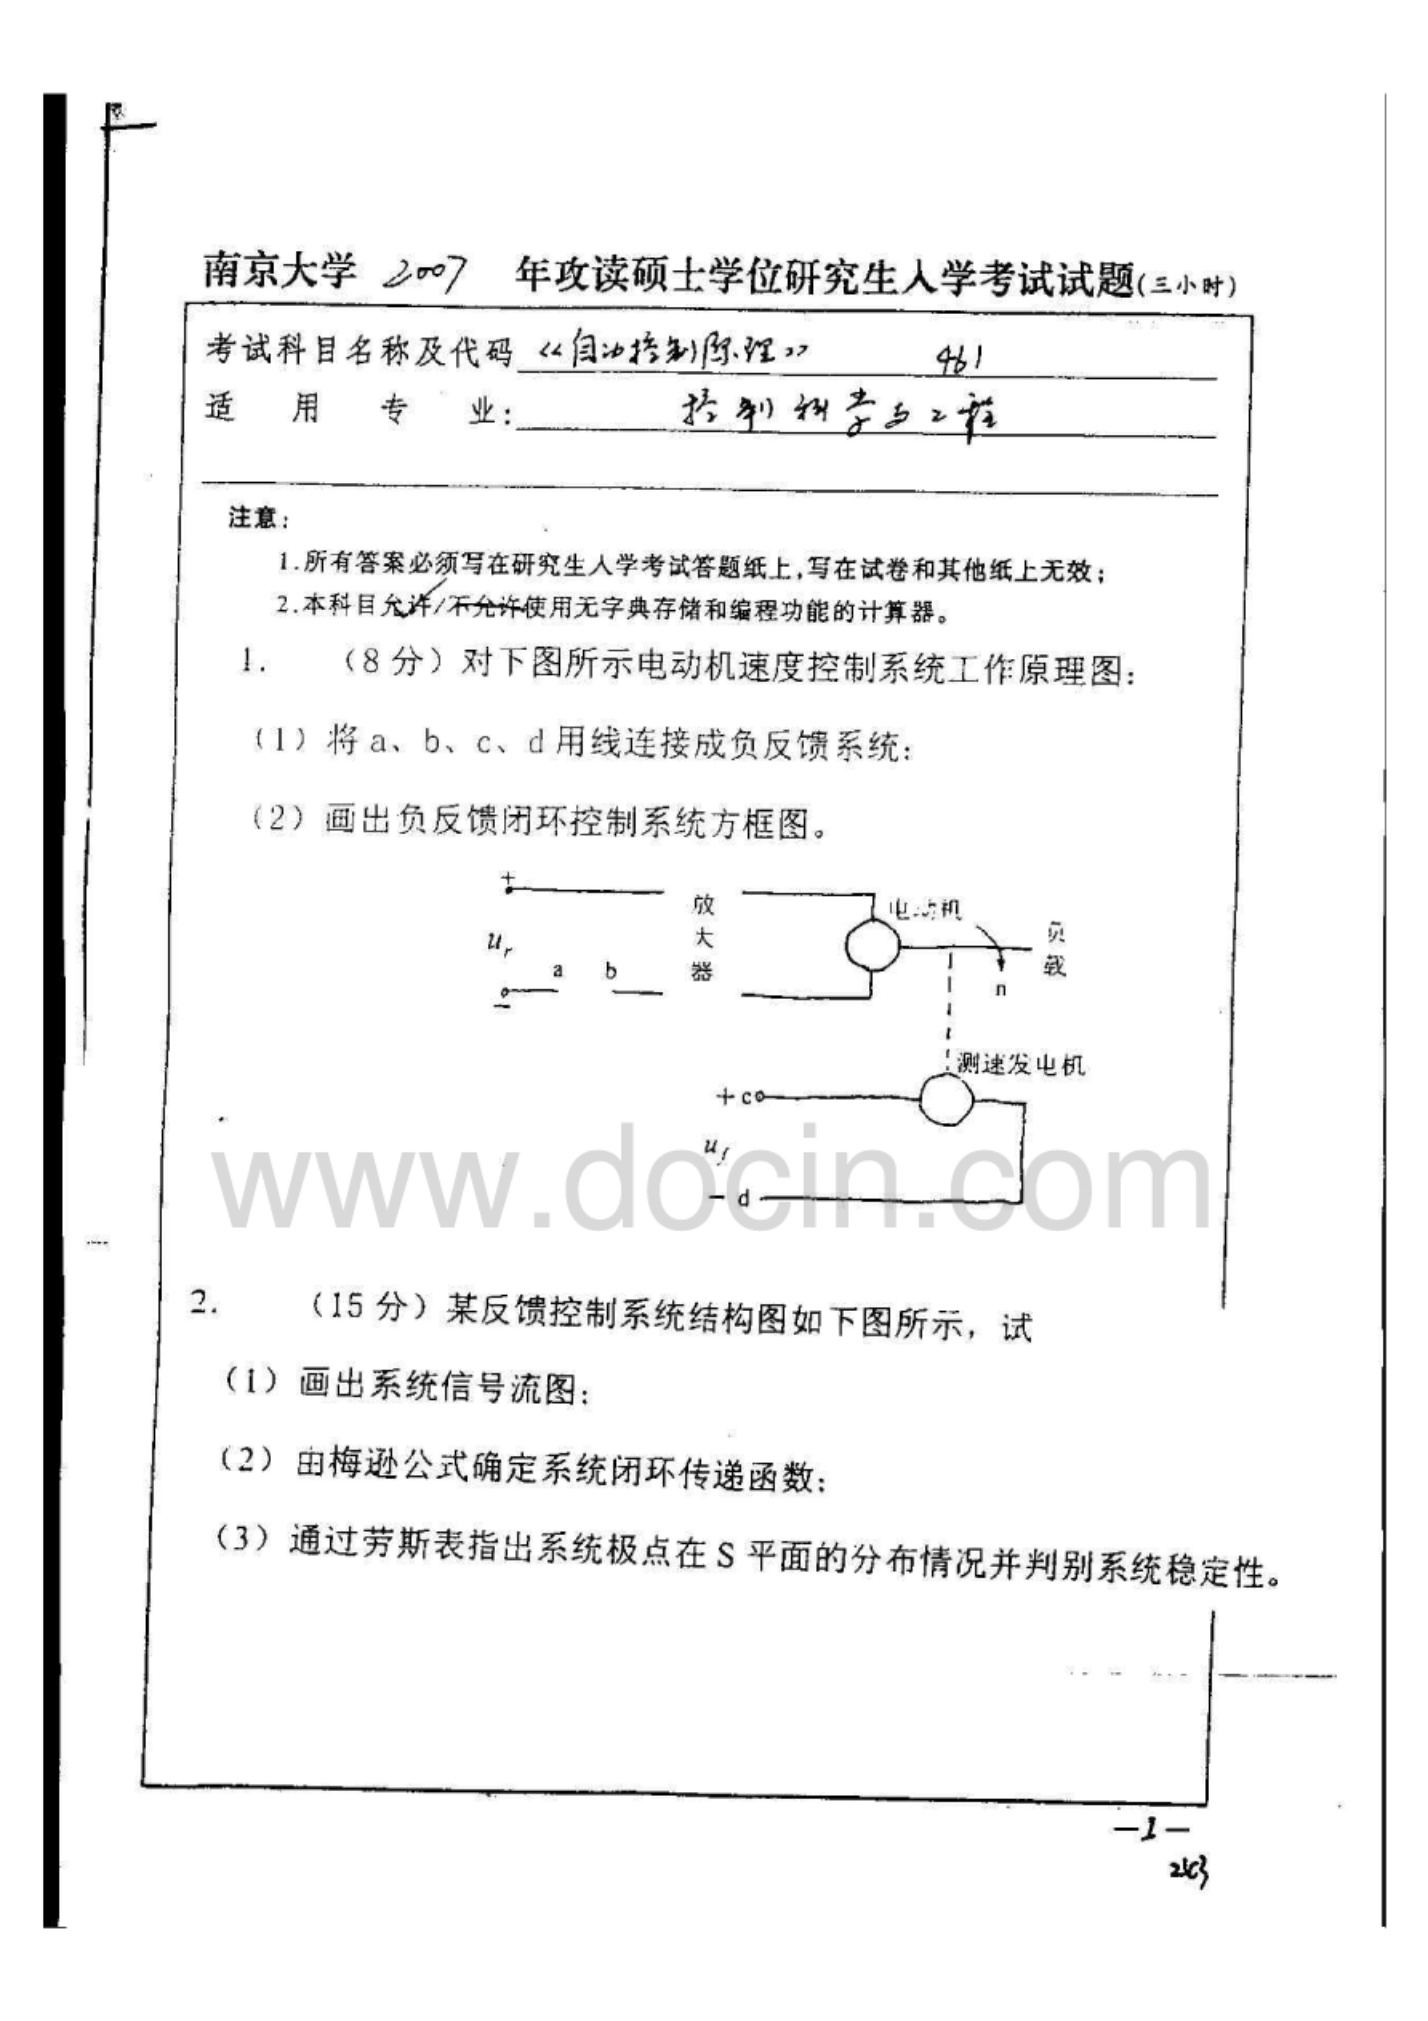 南京大学 2007 年攻读硕士学位研究生入学考试试题(三小时)
考试科目名称及代码 《自动控制原理》 461
适用专业: 控制科学与工程
注意:
1.所有答案必须写在研究生入学考试答题纸上,写在试卷和其他纸上无效;
2.本科目允许/不允许使用无字典存储和编程功能的计算器。
1. (8分)对下图所示电动机速度控制系统工作原理图:
(1)将a、b、c、d用线连接成负反馈系统;
(2)画出负反馈闭环控制系统方框图。
+
放大器
电动机
负载
u_r
a b
n
−
测速发电机
+ c
u_f
− d
www.docin.com
2. (15分)某反馈控制系统结构图如下图所示,试
(1)画出系统信号流图;
(2)由梅逊公式确定系统闭环传递函数;
(3)通过劳斯表指出系统极点在S平面的分布情况并判别系统稳定性。
-1-